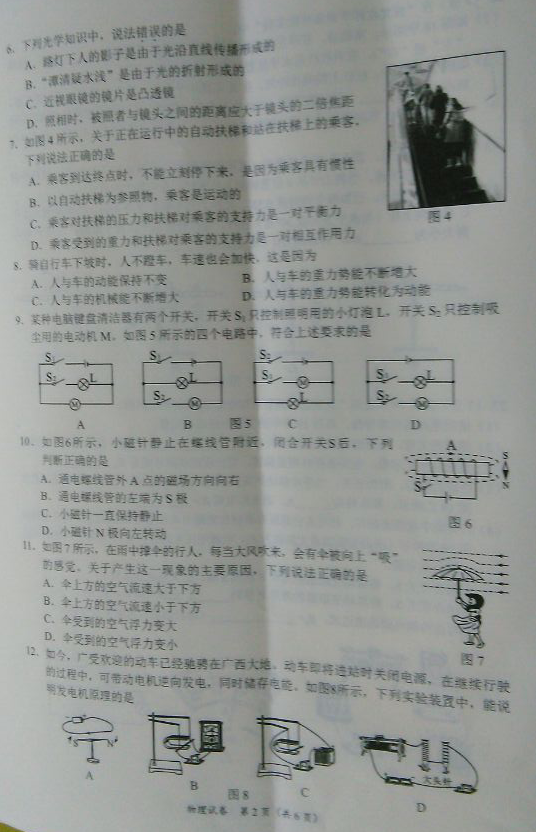 6. 下列光学知识中，说法错误的是
A. 路灯下人的影子是由于光沿直线传播形成的
B. “潭清疑水浅”是由于光的折射形成的
C. 近视眼镜的镜片是凸透镜
D. 照相时，被照者与镜头之间的距离应大于镜头的二倍焦距
7. 如图4所示，关于正在运行中的自动扶梯和站在扶梯上的乘客，
下列说法正确的是
A. 乘客到达终点时，不能立刻停下来，是因为乘客具有惯性
B. 以自动扶梯为参照物，乘客是运动的
C. 乘客对扶梯的压力和扶梯对乘客的支持力是一对平衡力
D. 乘客受到的重力和扶梯对乘客的支持力是一对相互作用力
图4
8. 骑自行车下坡时，人不蹬车，车速也会加快，这是因为
A. 人与车的动能保持不变 B. 人与车的重力势能不断增大
C. 人与车的机械能不断增大 D. 人与车的重力势能转化为动能
9. 某种电脑键盘清洁器有两个开关，开关S₁只控制照明用的小灯泡L，开关S₂只控制吸
尘用的电动机M。如图5所示的四个电路中，符合上述要求的是
S₁ S₂ L M
S₁ L S₂ M
S₂ S₁ M L
S₁ L S₂ M
A B 图5 C D
10. 如图6所示，小磁针静止在螺线管附近，闭合开关S后，下列
判断正确的是
A. 通电螺线管外A点的磁场方向向右
B. 通电螺线管的左端为S极
C. 小磁针一直保持静止
D. 小磁针N极向左转动
A S N S
图6
11. 如图7所示，在雨中撑伞的行人，每当大风吹来，会有伞被向上“吸”
的感觉。关于产生这一现象的主要原因，下列说法正确的是
A. 伞上方的空气流速大于下方
B. 伞上方的空气流速小于下方
C. 伞受到的空气浮力变大
D. 伞受到的空气浮力变小
图7
12. 如今，广受欢迎的动车已经驰骋在广西大地。动车即将进站时关闭电源，在继续行驶
的过程中，可带动电机逆向发电，同时储存电能。如图8所示，下列实验装置中，能说
明发电机原理的是
S N
大头针
A B 图8 C D
物理试卷 第2页（共6页）